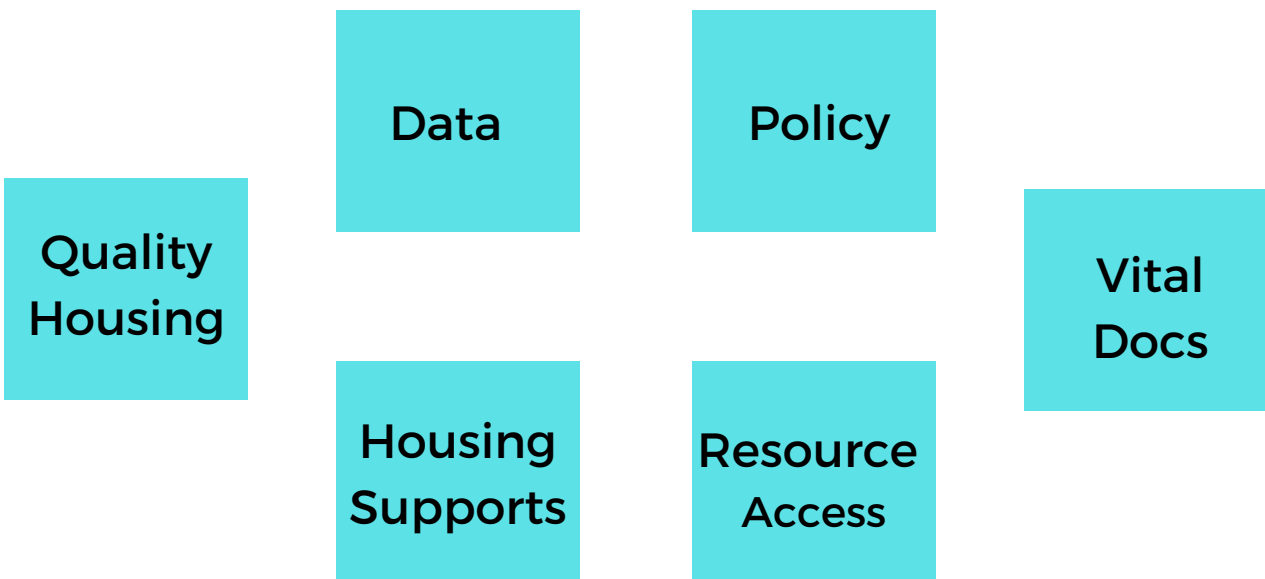 Data
Policy
Quality
Housing
Vital
Docs
Housing
Supports
Resource
Access